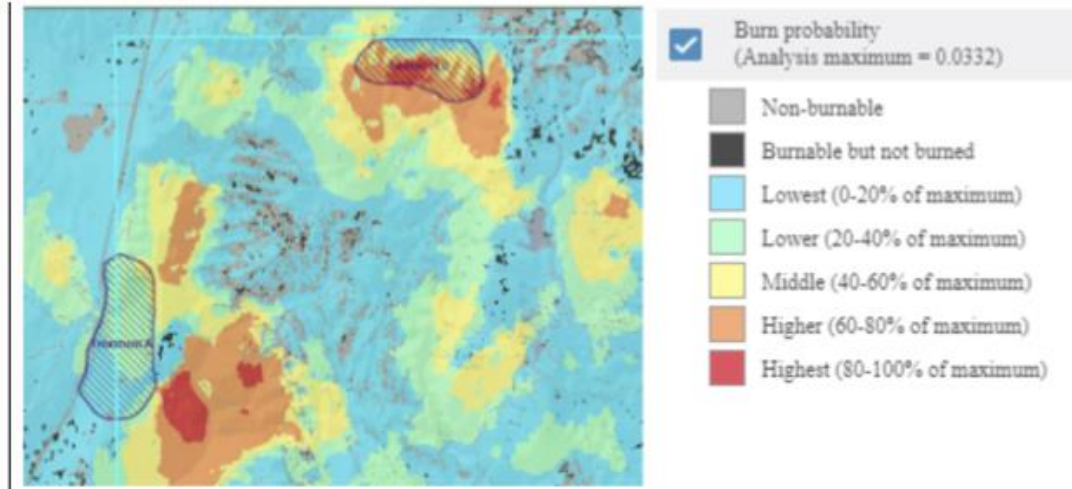 Burn probability
(Analysis maximum = 0.0332)
Non-burnable
Burnable but not burned
Lowest (0-20% of maximum)
Lower (20-40% of maximum)
Middle (40-60% of maximum)
Higher (60-80% of maximum)
Highest (80-100% of maximum)
Treatment A